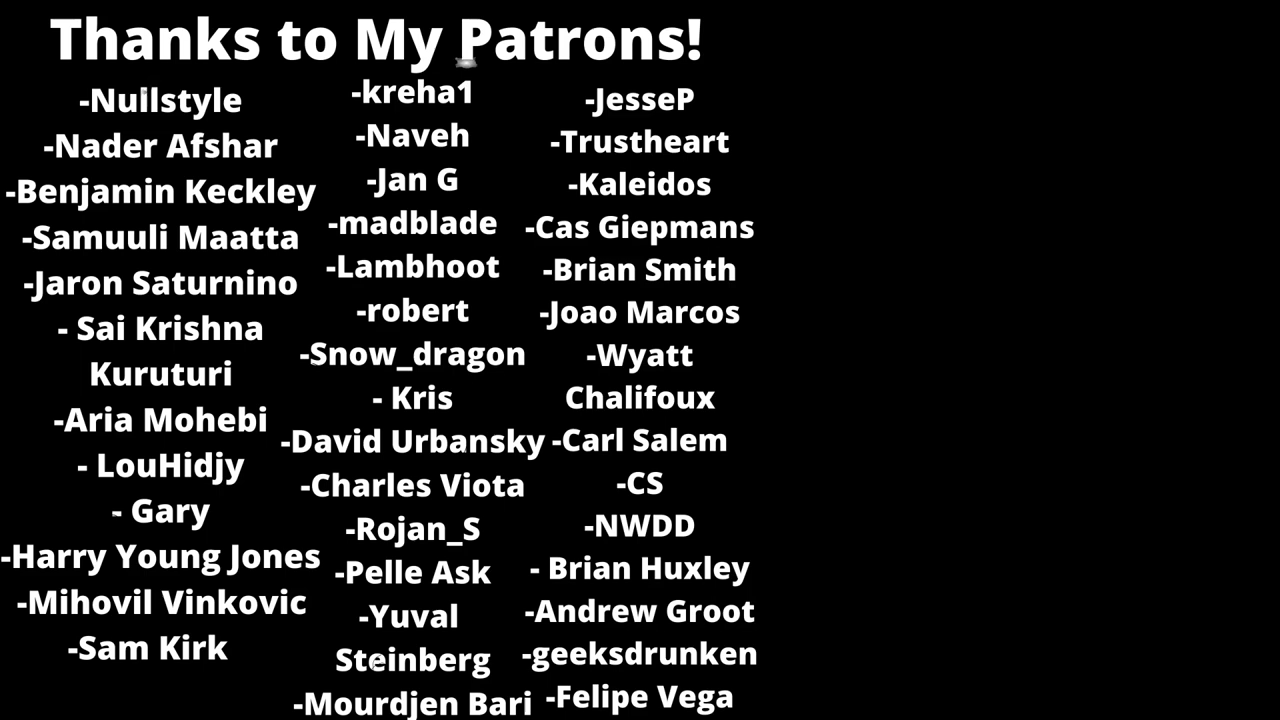 Thanks to My Patrons!
-Nullstyle
-Nader Afshar
-Benjamin Keckley
-Samuuli Maatta
-Jaron Saturnino
- Sai Krishna
Kuruturi
-Aria Mohebi
- LouHidjy
- Gary
-Harry Young Jones
-Mihovil Vinkovic
-Sam Kirk
-kreha1
-Naveh
-Jan G
-madblade
-Lambhoot
-robert
-Snow_dragon
- Kris
-David Urbansky
-Charles Viota
-Rojan_S
-Pelle Ask
-Yuval
Steinberg
-Mourdjen Bari
-JesseP
-Trustheart
-Kaleidos
-Cas Giepmans
-Brian Smith
-Joao Marcos
-Wyatt
Chalifoux
-Carl Salem
-CS
-NWDD
- Brian Huxley
-Andrew Groot
-geeksdrunken
-Felipe Vega